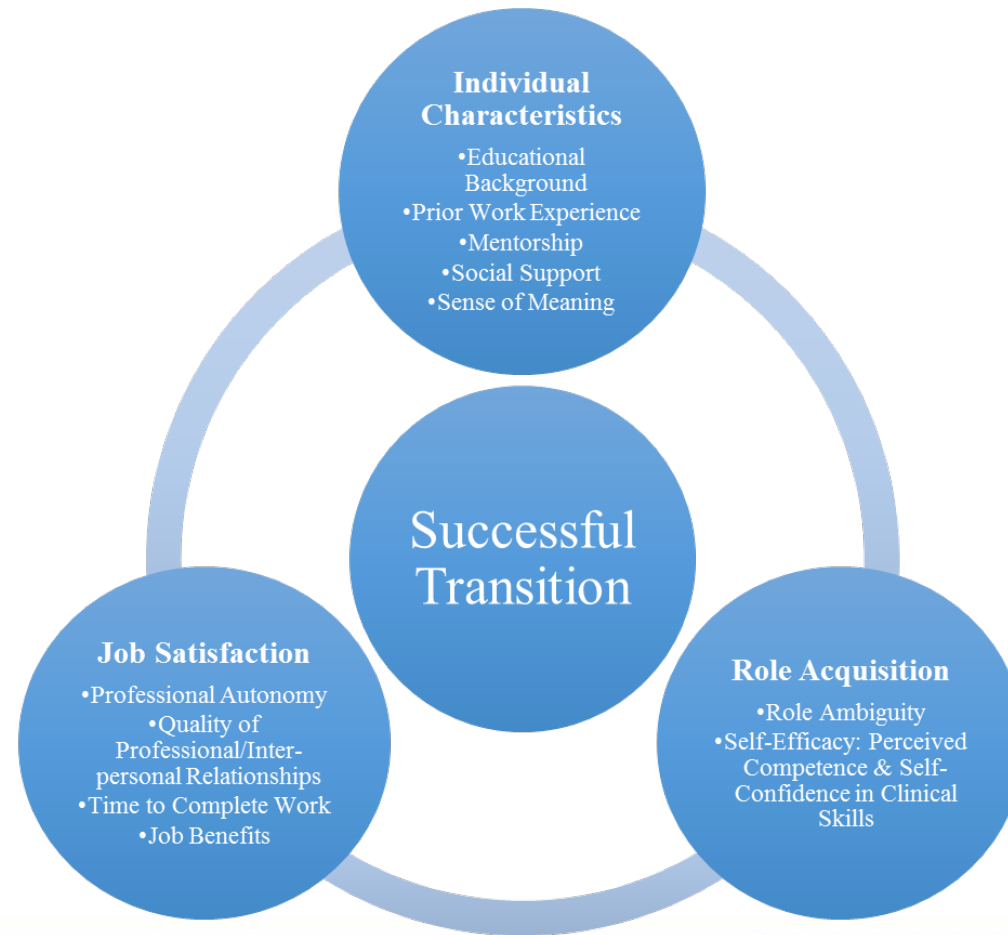 Individual
Characteristics
•Educational
Background
•Prior Work Experience
•Mentorship
•Social Support
•Sense of Meaning
Successful
Transition
Job Satisfaction
•Professional Autonomy
•Quality of
Professional/Inter-
personal Relationships
•Time to Complete Work
•Job Benefits
Role Acquisition
•Role Ambiguity
•Self-Efficacy: Perceived
Competence & Self-
Confidence in Clinical
Skills